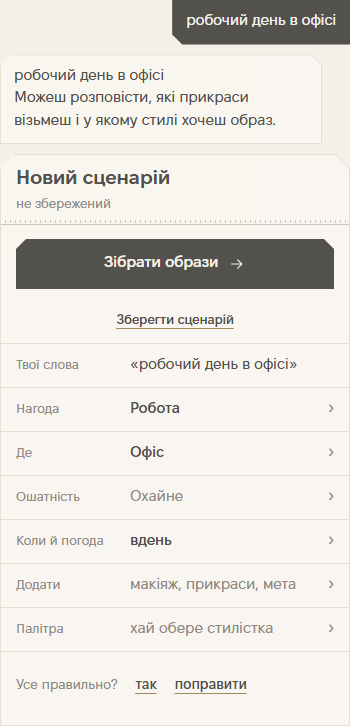 робочий день в офісі
робочий день в офісі
Можеш розповісти, які прикраси
візьмеш і у якому стилі хочеш образ.
Новий сценарій
не збережений
Зібрати образи →
Зберегти сценарій
Твої слова «робочий день в офісі»
Нагода Робота ›
Де Офіс ›
Ошатність Охайне ›
Коли й погода вдень ›
Додати макіяж, прикраси, мета ›
Палітра хай обере стилістка ›
Усе правильно? так поправити